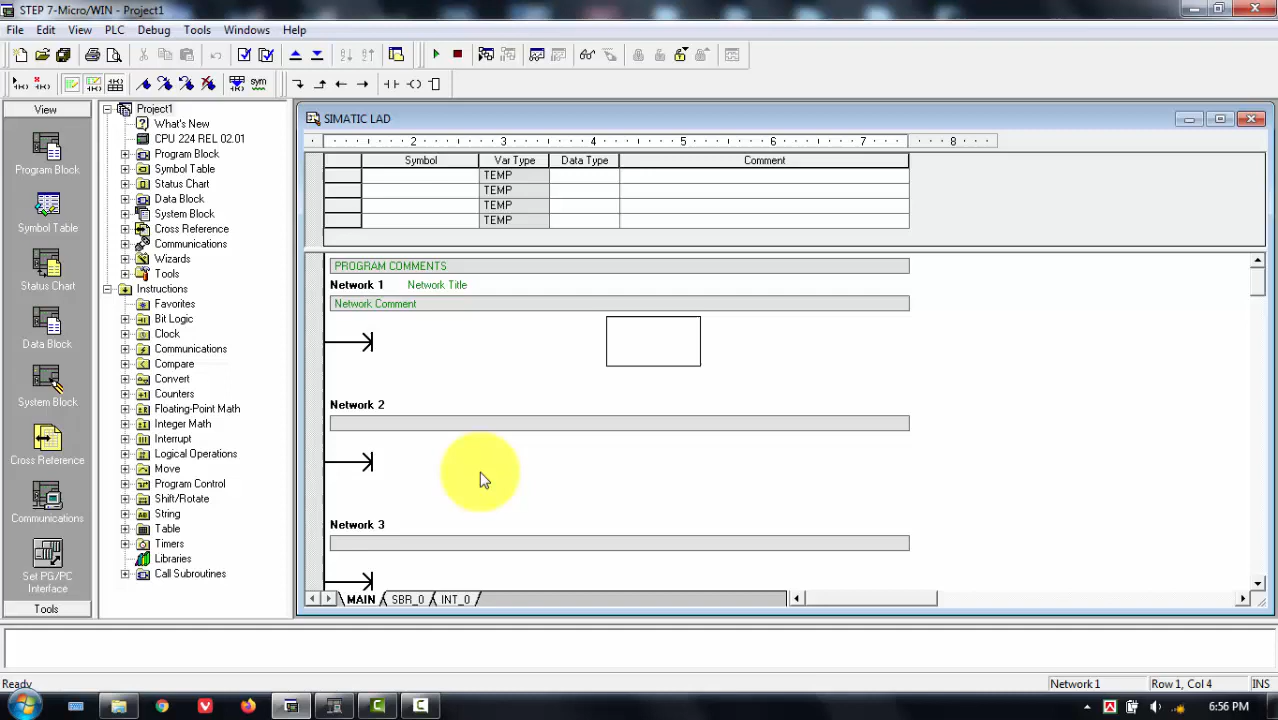 STEP 7-Micro/WIN - Project1
File Edit View PLC Debug Tools Windows Help
sym
View
Program Block
Symbol Table
Status Chart
Data Block
System Block
Cross Reference
Communications
Set PG/PC
Interface
Tools
Project1
What's New
CPU 224 REL 02.01
Program Block
Symbol Table
Status Chart
Data Block
System Block
Cross Reference
Communications
Wizards
Tools
Instructions
Favorites
Bit Logic
Clock
Communications
Compare
Convert
Counters
Floating-Point Math
Integer Math
Interrupt
Logical Operations
Move
Program Control
Shift/Rotate
String
Table
Timers
Libraries
Call Subroutines
SIMATIC LAD
2 3 4 5 6 7 8
Symbol Var Type Data Type Comment
TEMP
TEMP
TEMP
TEMP
PROGRAM COMMENTS
Network 1 Network Title
Network Comment
Network 2
Network 3
MAIN SBR_0 INT_0
Ready Network 1 Row 1, Col 4 INS
6:56 PM